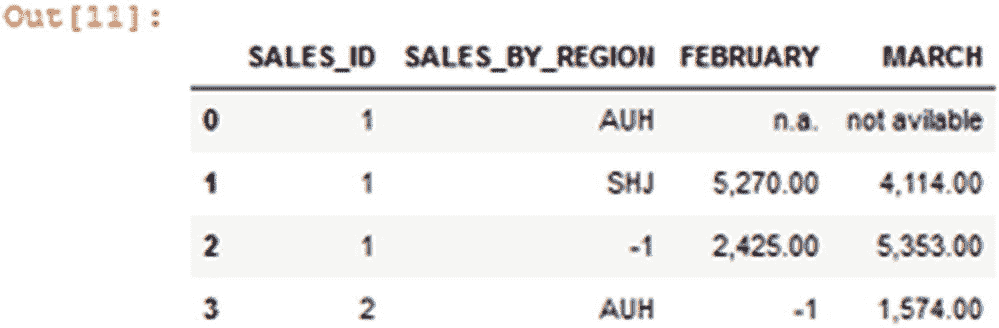 Out[11]:
SALES_ID SALES_BY_REGION FEBRUARY MARCH
0 1 AUH n.a. not avilable
1 1 SHJ 5,270.00 4,114.00
2 1 -1 2,425.00 5,353.00
3 2 AUH -1 1,574.00